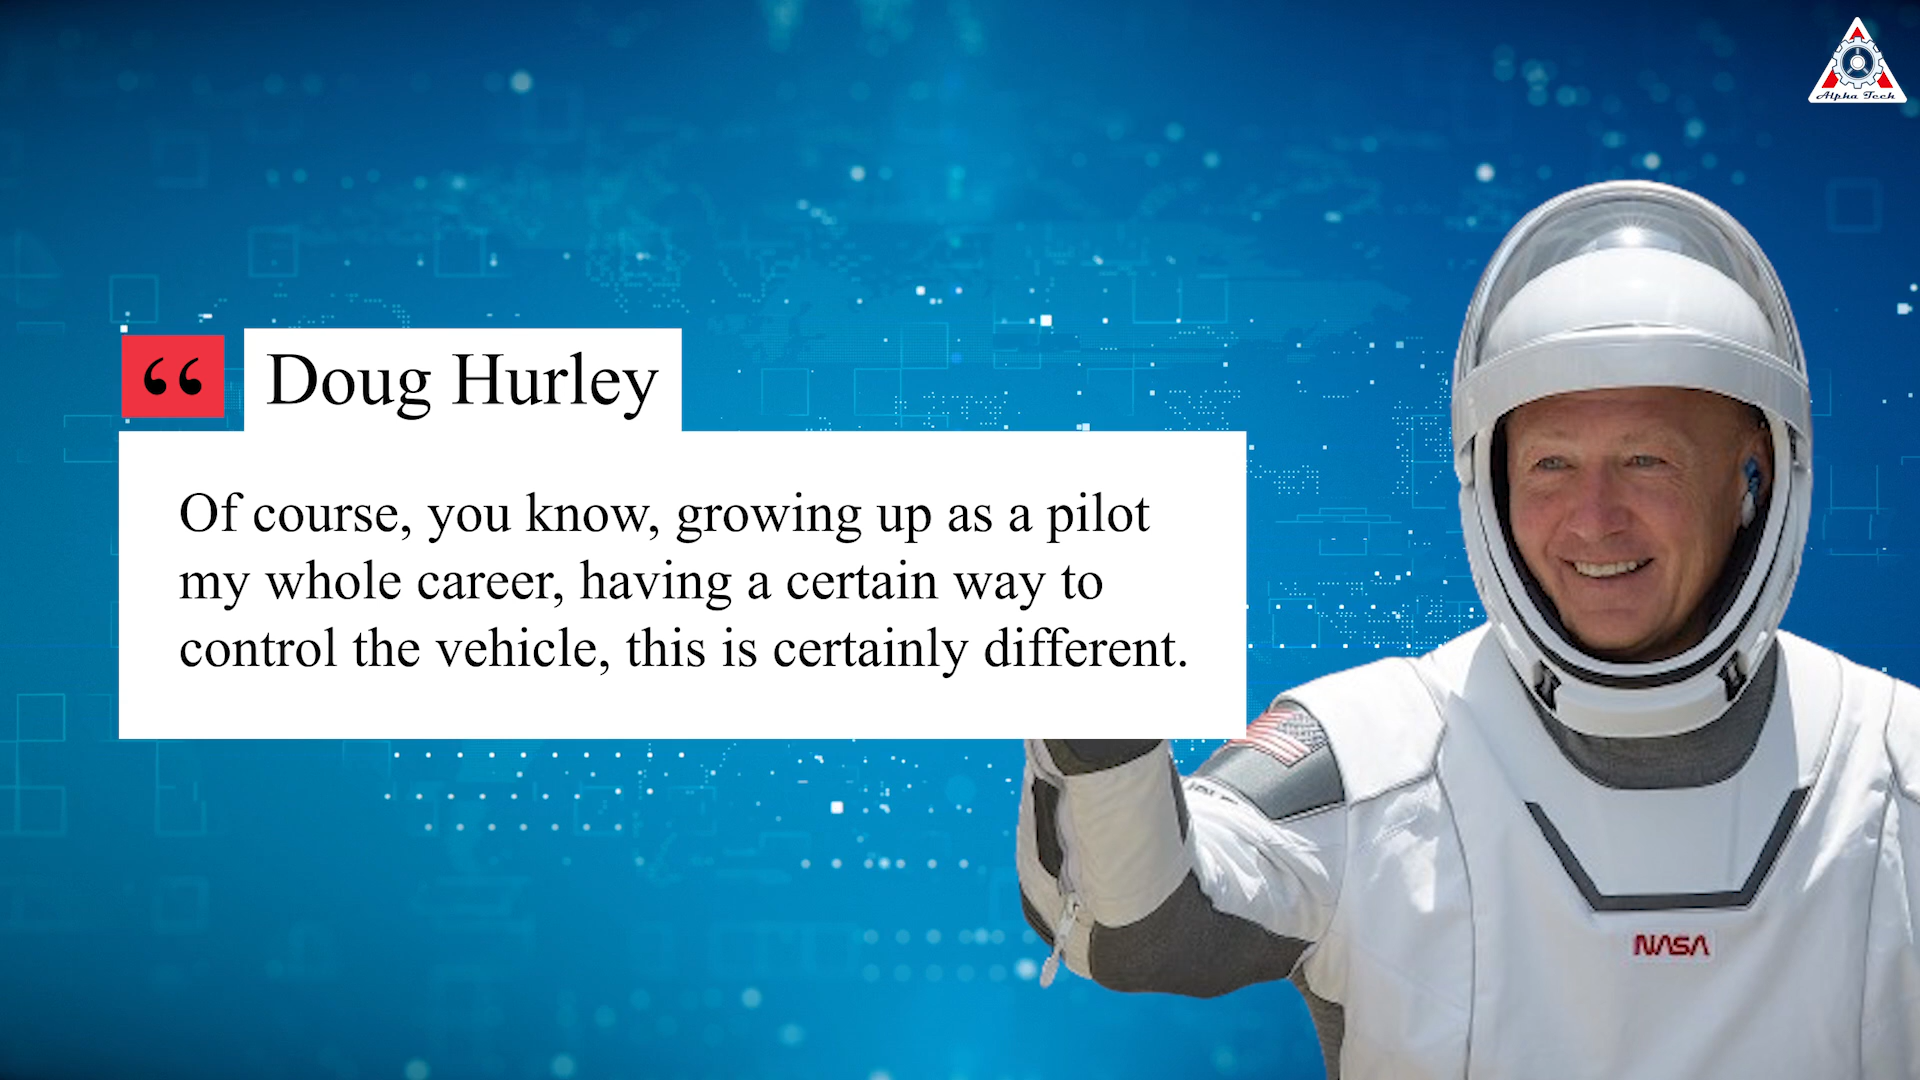 Alpha Tech
“ Doug Hurley
Of course, you know, growing up as a pilot
my whole career, having a certain way to
control the vehicle, this is certainly different.
NASA